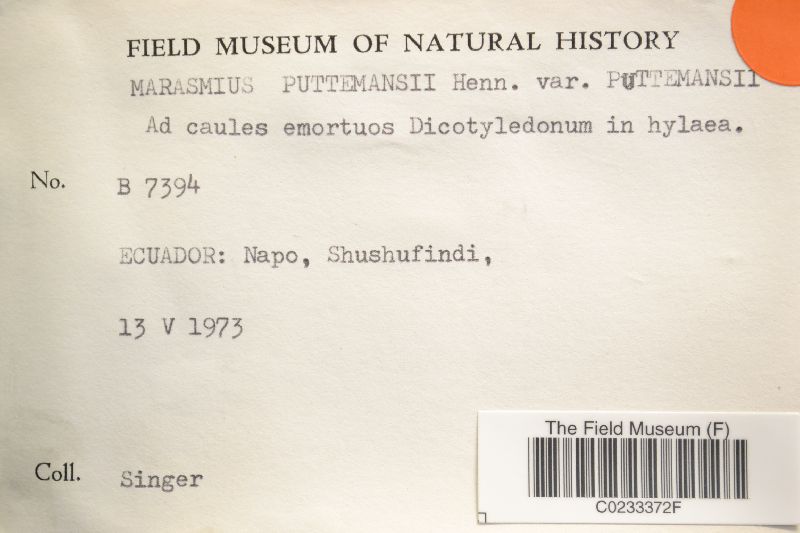 FIELD MUSEUM OF NATURAL HISTORY
MARASMIUS PUTTEMANSII Henn. var. PUTTEMANSII
Ad caules emortuos Dicotyledonum in hylaea.
No. B 7394
ECUADOR: Napo, Shushufindi,
13 V 1973
The Field Museum (F)
C0233372F
Coll. Singer